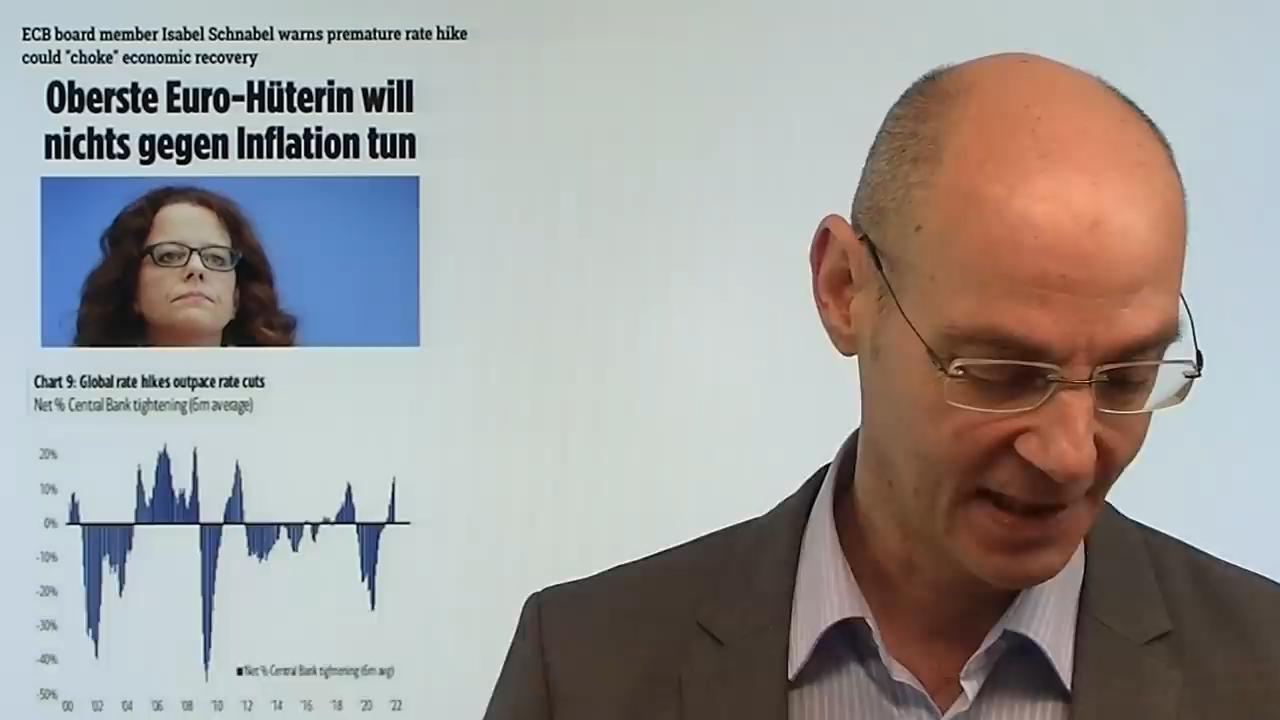 ECB board member Isabel Schnabel warns premature rate hike
could "choke" economic recovery
Oberste Euro-Hüterin will
nichts gegen Inflation tun
Chart 9: Global rate hikes outpace rate cuts
Net % Central Bank tightening (6m average)
20%
10%
0%
-10%
-20%
-30%
-40%
-50%
Net % Central Bank tightening (6m avg)
'00 '02 '04 '06 '08 '10 '12 '14 '16 '18 '20 '22